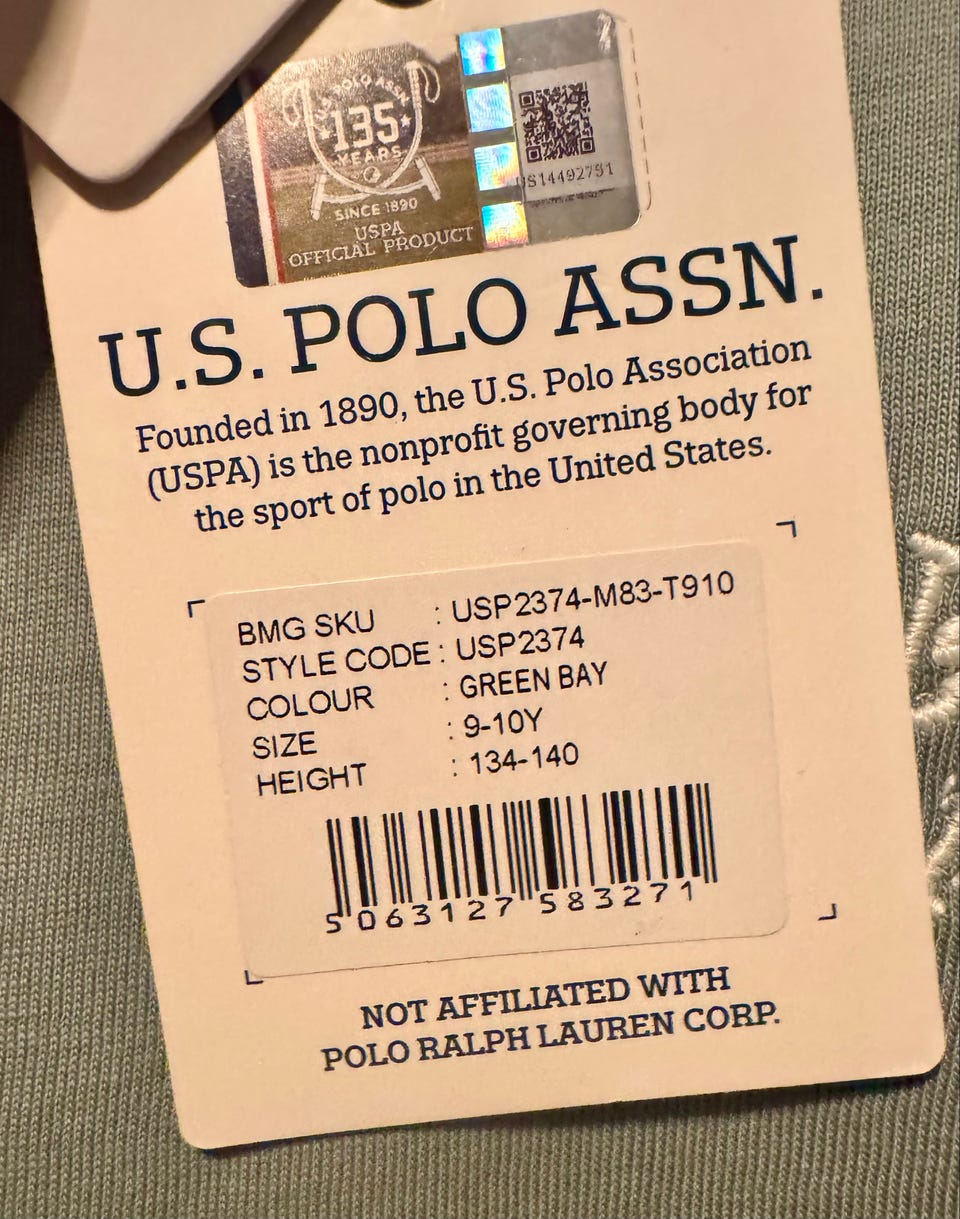 U.S. POLO ASSN.
135
YEARS
SINCE 1890
USPA
OFFICIAL PRODUCT
US14492751
U.S. POLO ASSN.
Founded in 1890, the U.S. Polo Association
(USPA) is the nonprofit governing body for
the sport of polo in the United States.
BMG SKU : USP2374-M83-T910
STYLE CODE : USP2374
COLOUR : GREEN BAY
SIZE : 9-10Y
HEIGHT : 134-140
5 063127 583271
NOT AFFILIATED WITH
POLO RALPH LAUREN CORP.